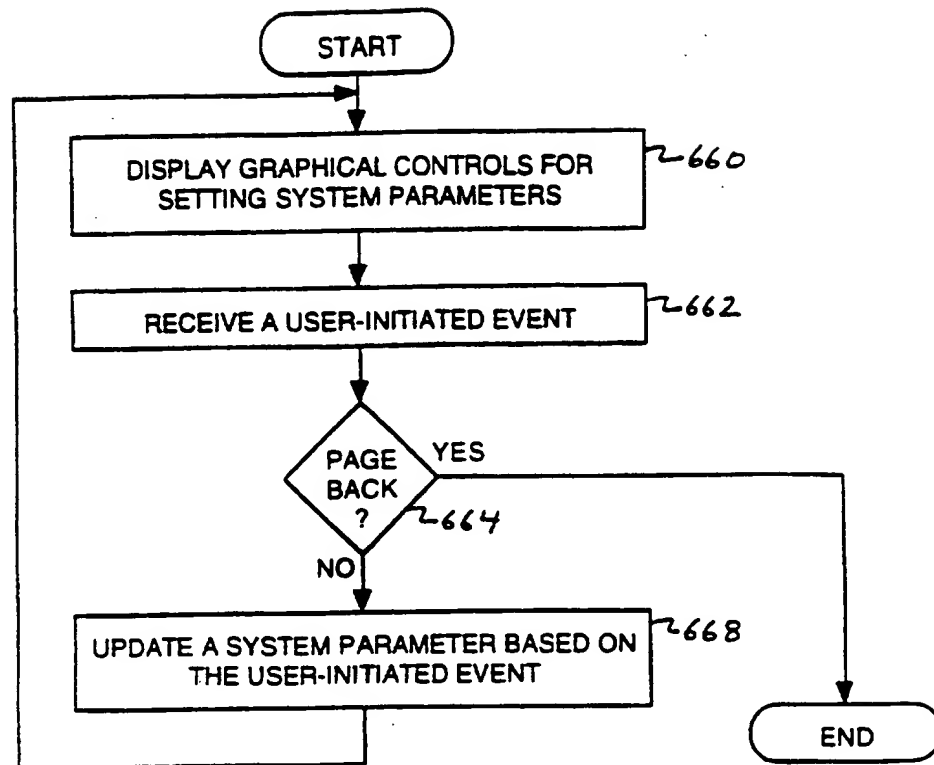 START
DISPLAY GRAPHICAL CONTROLS FOR
SETTING SYSTEM PARAMETERS
660
RECEIVE A USER-INITIATED EVENT
662
PAGE
BACK
?
YES
664
NO
UPDATE A SYSTEM PARAMETER BASED ON
THE USER-INITIATED EVENT
668
END